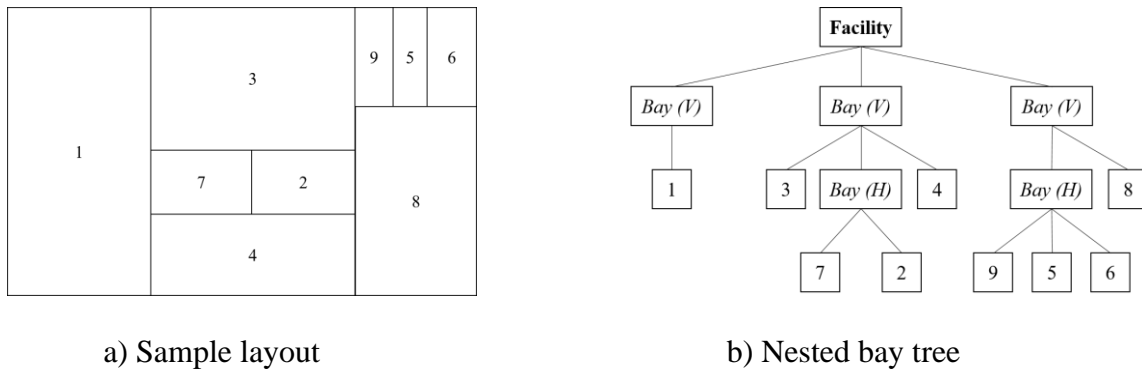 1
3
9 5 6
7 2
8
4
a) Sample layout
Facility
Bay (V) Bay (V) Bay (V)
1 3 Bay (H) 4 Bay (H) 8
7 2 9 5 6
b) Nested bay tree